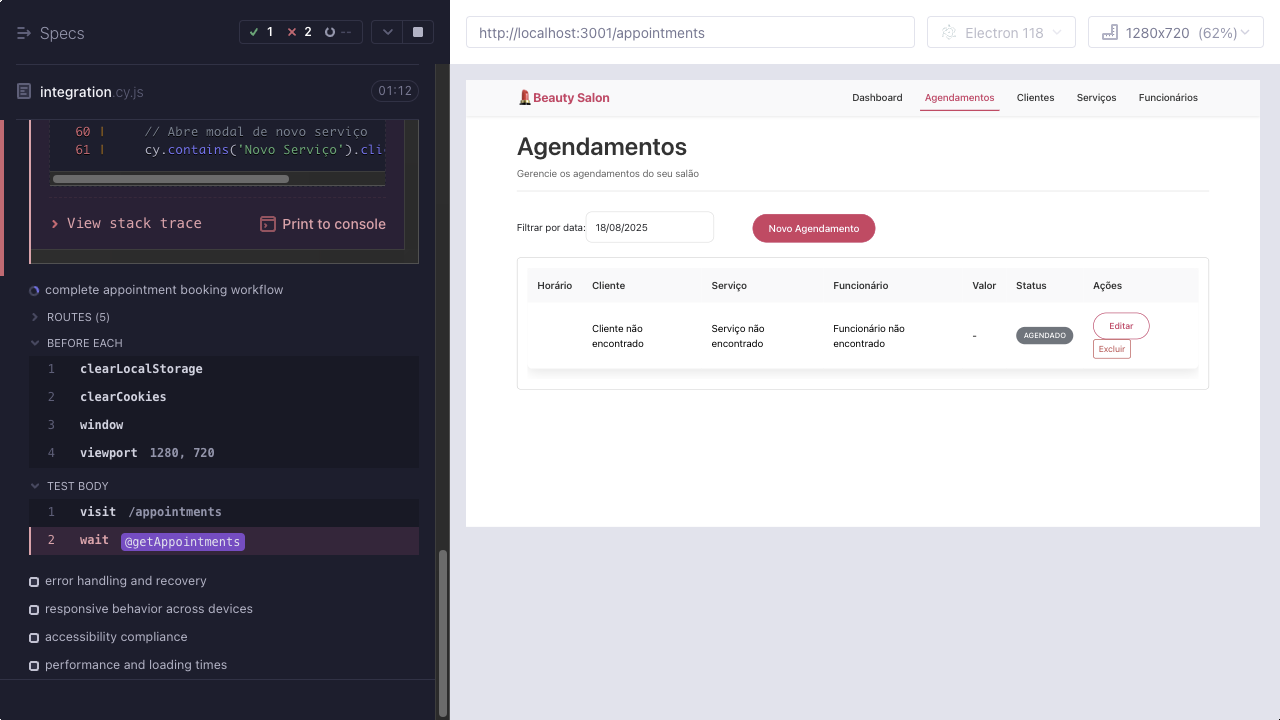 Specs
1
2
--
http://localhost:3001/appointments
Electron 118
1280x720 (62%)
integration.cy.js
01:12
60 | // Abre modal de novo serviço
61 | cy.contains('Novo Serviço').cli
View stack trace
Print to console
complete appointment booking workflow
ROUTES (5)
BEFORE EACH
1 clearLocalStorage
2 clearCookies
3 window
4 viewport 1280, 720
TEST BODY
1 visit /appointments
2 wait @getAppointments
error handling and recovery
responsive behavior across devices
accessibility compliance
performance and loading times
Beauty Salon
Dashboard
Agendamentos
Clientes
Serviços
Funcionários
Agendamentos
Gerencie os agendamentos do seu salão
Filtrar por data:
18/08/2025
Novo Agendamento
Horário Cliente Serviço Funcionário Valor Status Ações
Cliente não encontrado
Serviço não encontrado
Funcionário não encontrado
-
AGENDADO
Editar
Excluir